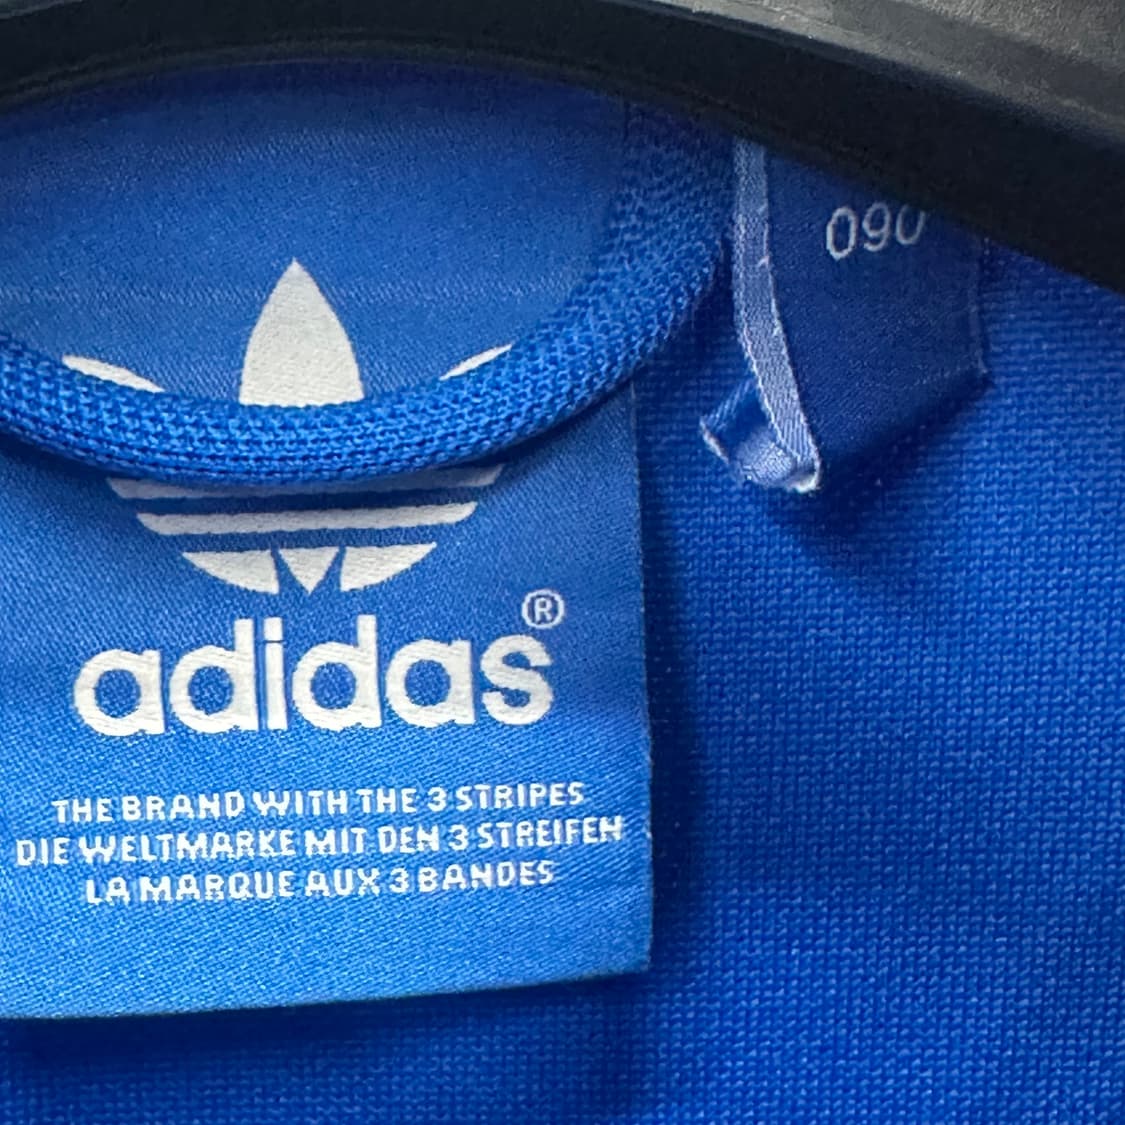 090
adidas®
THE BRAND WITH THE 3 STRIPES
DIE WELTMARKE MIT DEN 3 STREIFEN
LA MARQUE AUX 3 BANDES